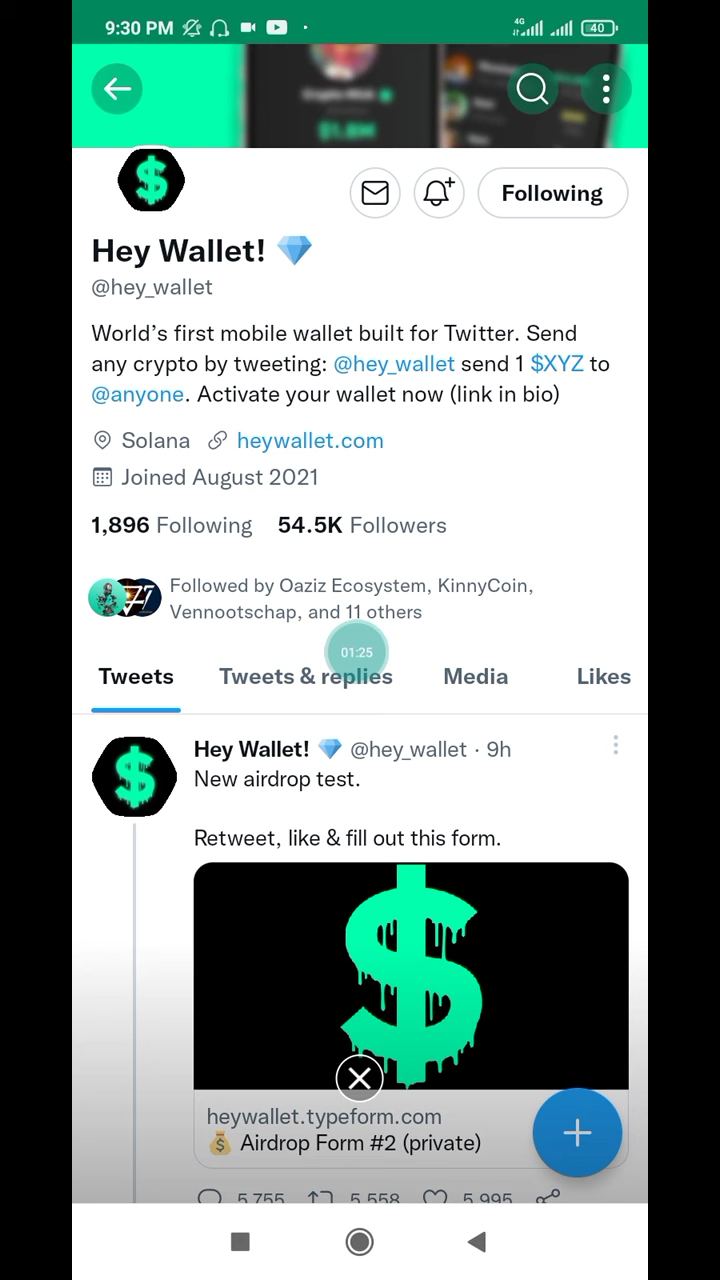 9:30 PM
4G
40
$1.8M
Following
Hey Wallet! 💎
@hey_wallet
World’s first mobile wallet built for Twitter. Send
any crypto by tweeting: @hey_wallet send 1 $XYZ to
@anyone. Activate your wallet now (link in bio)
Solana heywallet.com
Joined August 2021
1,896 Following 54.5K Followers
Followed by Oaziz Ecosystem, KinnyCoin,
Vennootschap, and 11 others
01:25
Tweets Tweets & replies Media Likes
Hey Wallet! 💎 @hey_wallet · 9h
New airdrop test.
Retweet, like & fill out this form.
heywallet.typeform.com
💰 Airdrop Form #2 (private)
5,755 5,558 5,995